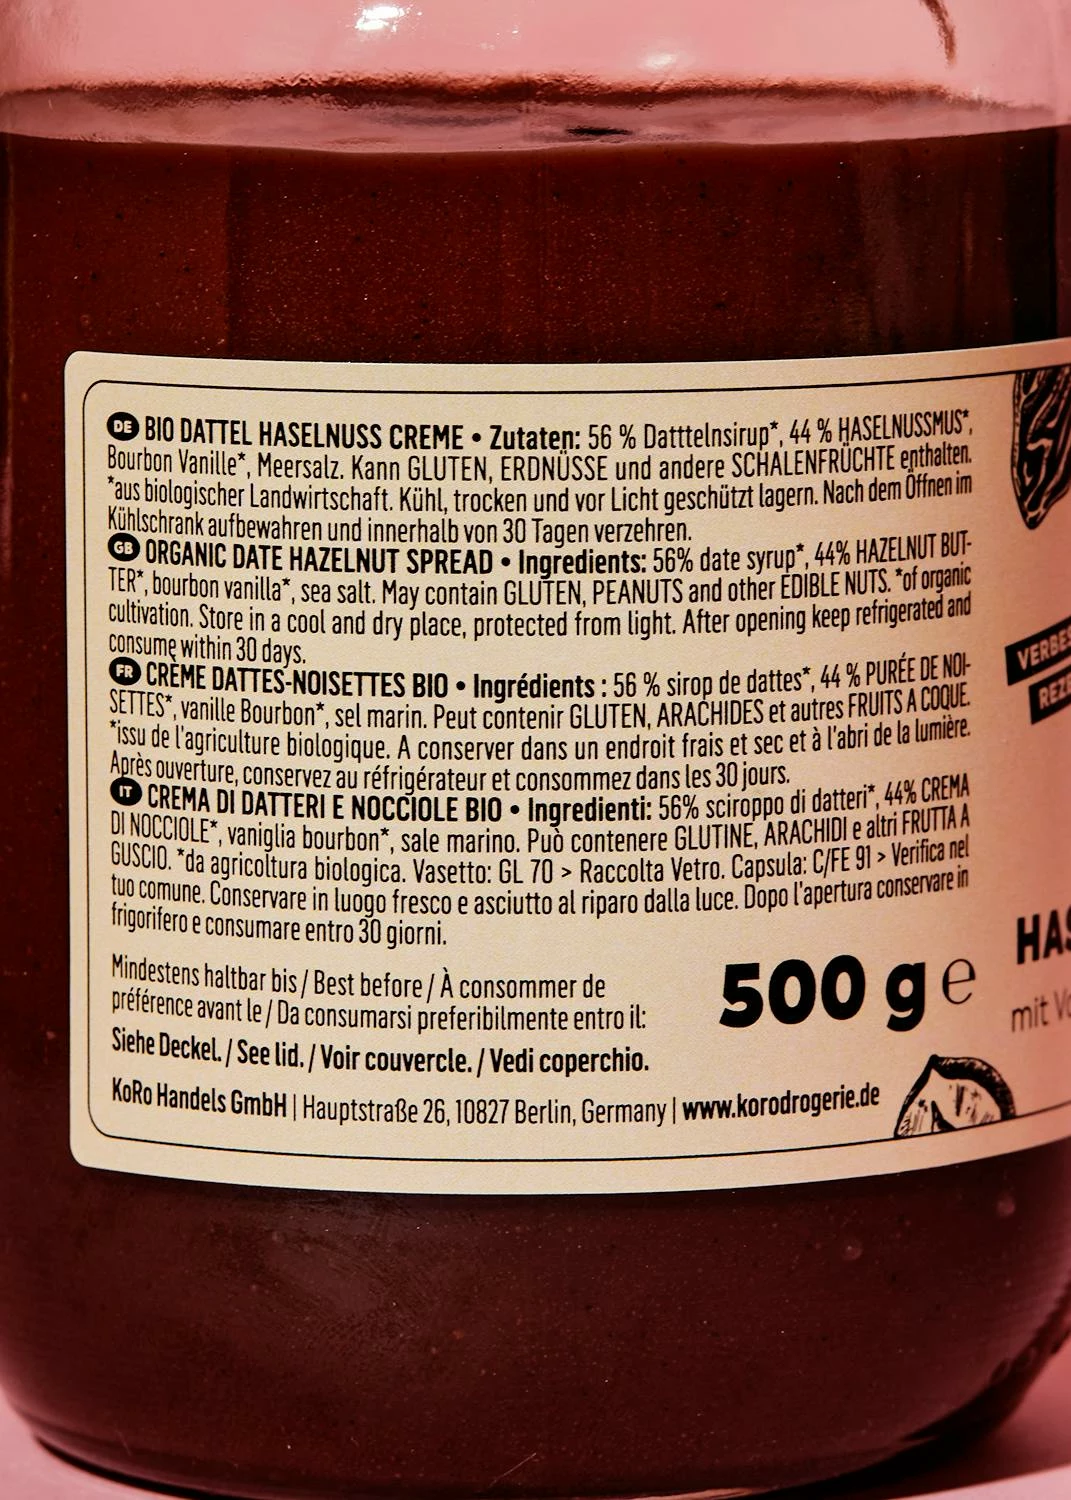 DE BIO DATTEL HASELNUSS CREME • Zutaten: 56 % Datttelnsirup*, 44 % HASELNUSSMUS*,
Bourbon Vanille*, Meersalz. Kann GLUTEN, ERDNÜSSE und andere SCHALENFRÜCHTE enthalten.
*aus biologischer Landwirtschaft. Kühl, trocken und vor Licht geschützt lagern. Nach dem Öffnen im
Kühlschrank aufbewahren und innerhalb von 30 Tagen verzehren.
GB ORGANIC DATE HAZELNUT SPREAD • Ingredients: 56% date syrup*, 44% HAZELNUT BUT-
TER*, bourbon vanilla*, sea salt. May contain GLUTEN, PEANUTS and other EDIBLE NUTS. *of organic
cultivation. Store in a cool and dry place, protected from light. After opening keep refrigerated and
consume within 30 days.
FR CRÈME DATTES-NOISETTES BIO • Ingrédients : 56 % sirop de dattes*, 44 % PURÉE DE NOI-
SETTES*, vanille Bourbon*, sel marin. Peut contenir GLUTEN, ARACHIDES et autres FRUITS A COQUE.
*issu de l'agriculture biologique. A conserver dans un endroit frais et sec et à l'abri de la lumière.
Après ouverture, conservez au réfrigérateur et consommez dans les 30 jours.
IT CREMA DI DATTERI E NOCCIOLE BIO • Ingredienti: 56% sciroppo di datteri*, 44% CREMA
DI NOCCIOLE*, vaniglia bourbon*, sale marino. Può contenere GLUTINE, ARACHIDI e altri FRUTTA A
GUSCIO. *da agricoltura biologica. Vasetto: GL 70 > Raccolta Vetro. Capsula: C/FE 91 > Verifica nel
tuo comune. Conservare in luogo fresco e asciutto al riparo dalla luce. Dopo l'apertura conservare in
frigorifero e consumare entro 30 giorni.
Mindestens haltbar bis / Best before / À consommer de
préférence avant le / Da consumarsi preferibilmente entro il:
Siehe Deckel. / See lid. / Voir couvercle. / Vedi coperchio.
500 g e
KoRo Handels GmbH | Hauptstraße 26, 10827 Berlin, Germany | www.korodrogerie.de
VERBES
REZE
HAS
mit Vo